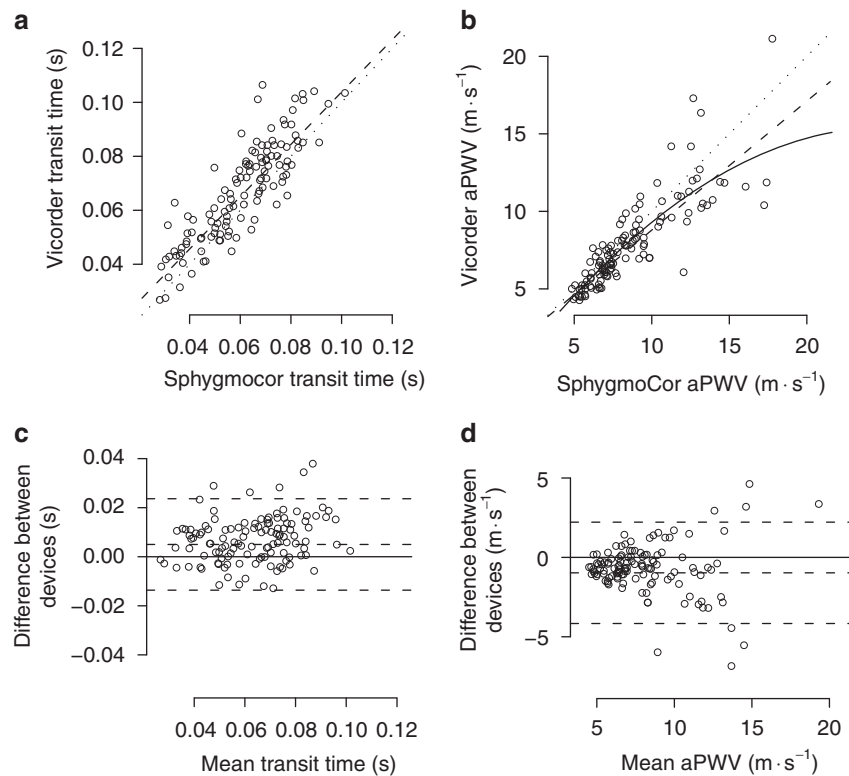 a
Vicorder transit time (s)
0.12
0.10
0.08
0.06
0.04
0.04 0.06 0.08 0.10 0.12
Sphygmocor transit time (s)
b
Vicorder aPWV (m · s⁻¹)
20
15
10
5
5 10 15 20
SphygmoCor aPWV (m · s⁻¹)
c
Difference between
devices (s)
0.04
0.02
0.00
−0.02
−0.04
0.04 0.06 0.08 0.10 0.12
Mean transit time (s)
d
Difference between
devices (m · s⁻¹)
5
0
−5
5 10 15 20
Mean aPWV (m · s⁻¹)